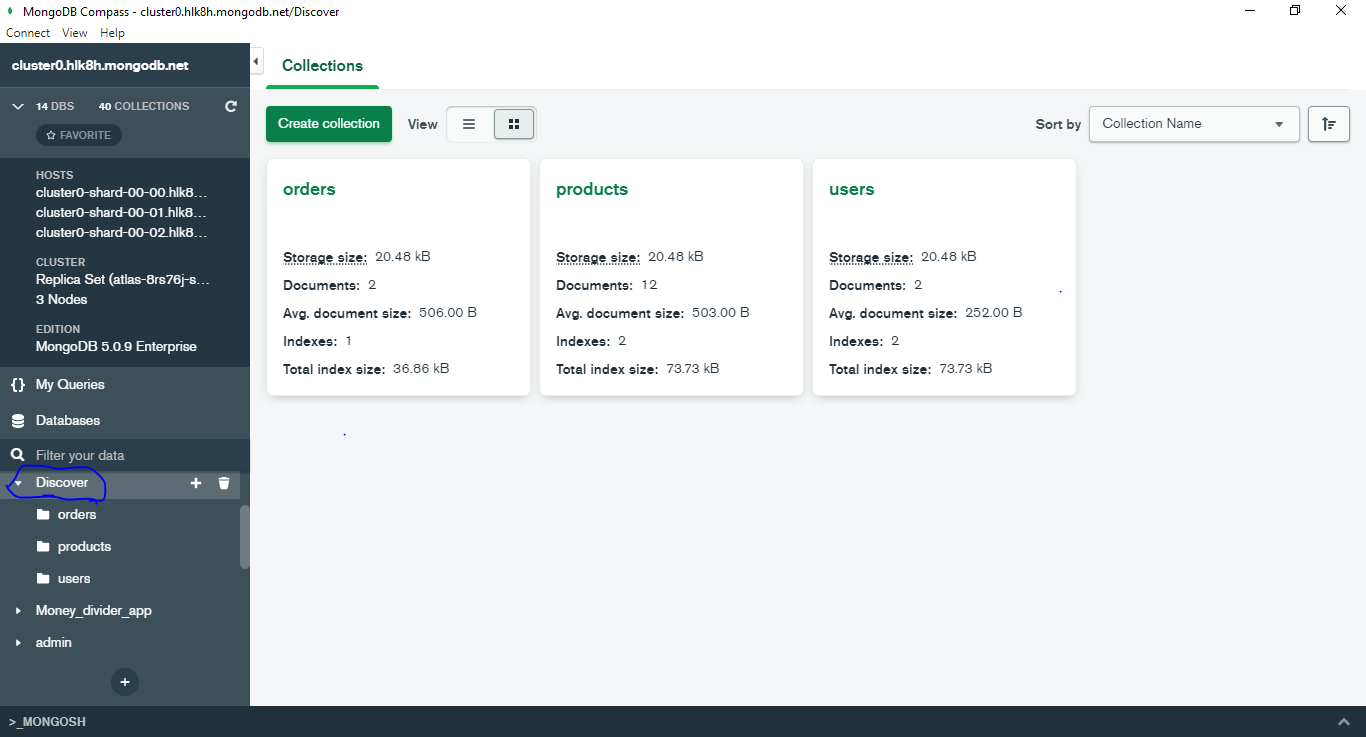 MongoDB Compass - cluster0.hlk8h.mongodb.net/Discover
Connect View Help
cluster0.hlk8h.mongodb.net
14 DBS 40 COLLECTIONS
FAVORITE
HOSTS
cluster0-shard-00-00.hlk8...
cluster0-shard-00-01.hlk8...
cluster0-shard-00-02.hlk8...
CLUSTER
Replica Set (atlas-8rs76j-s...
3 Nodes
EDITION
MongoDB 5.0.9 Enterprise
{} My Queries
Databases
Filter your data
Discover
orders
products
users
Money_divider_app
admin
>_MONGOSH
Collections
Create collection View Sort by Collection Name
orders
Storage size: 20.48 kB
Documents: 2
Avg. document size: 506.00 B
Indexes: 1
Total index size: 36.86 kB
products
Storage size: 20.48 kB
Documents: 12
Avg. document size: 503.00 B
Indexes: 2
Total index size: 73.73 kB
users
Storage size: 20.48 kB
Documents: 2
Avg. document size: 252.00 B
Indexes: 2
Total index size: 73.73 kB